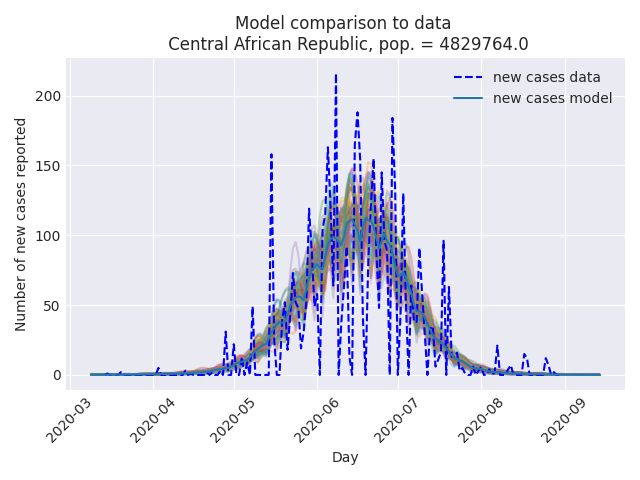 Model comparison to data
Central African Republic, pop. = 4829764.0
new cases data
new cases model
Number of new cases reported
200
150
100
50
0
2020-03
2020-04
2020-05
2020-06
2020-07
2020-08
2020-09
Day